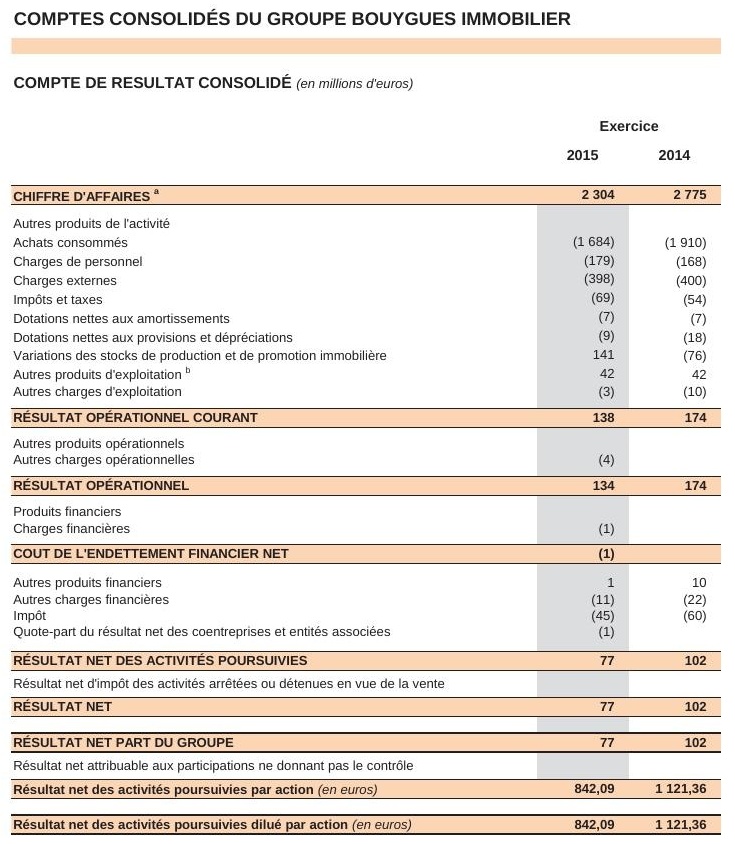 COMPTES CONSOLIDÉS DU GROUPE BOUYGUES IMMOBILIER
COMPTE DE RESULTAT CONSOLIDÉ (en millions d'euros)
Exercice
2015 2014
CHIFFRE D'AFFAIRES a 2 304 2 775
Autres produits de l'activité
Achats consommés (1 684) (1 910)
Charges de personnel (179) (168)
Charges externes (398) (400)
Impôts et taxes (69) (54)
Dotations nettes aux amortissements (7) (7)
Dotations nettes aux provisions et dépréciations (9) (18)
Variations des stocks de production et de promotion immobilière 141 (76)
Autres produits d'exploitation b 42 42
Autres charges d'exploitation (3) (10)
RÉSULTAT OPÉRATIONNEL COURANT 138 174
Autres produits opérationnels
Autres charges opérationnelles (4)
RÉSULTAT OPÉRATIONNEL 134 174
Produits financiers
Charges financières (1)
COUT DE L'ENDETTEMENT FINANCIER NET (1)
Autres produits financiers 1 10
Autres charges financières (11) (22)
Impôt (45) (60)
Quote-part du résultat net des coentreprises et entités associées (1)
RÉSULTAT NET DES ACTIVITÉS POURSUIVIES 77 102
Résultat net d'impôt des activités arrêtées ou détenues en vue de la vente
RÉSULTAT NET 77 102
RÉSULTAT NET PART DU GROUPE 77 102
Résultat net attribuable aux participations ne donnant pas le contrôle
Résultat net des activités poursuivies par action (en euros) 842,09 1 121,36
Résultat net des activités poursuivies dilué par action (en euros) 842,09 1 121,36